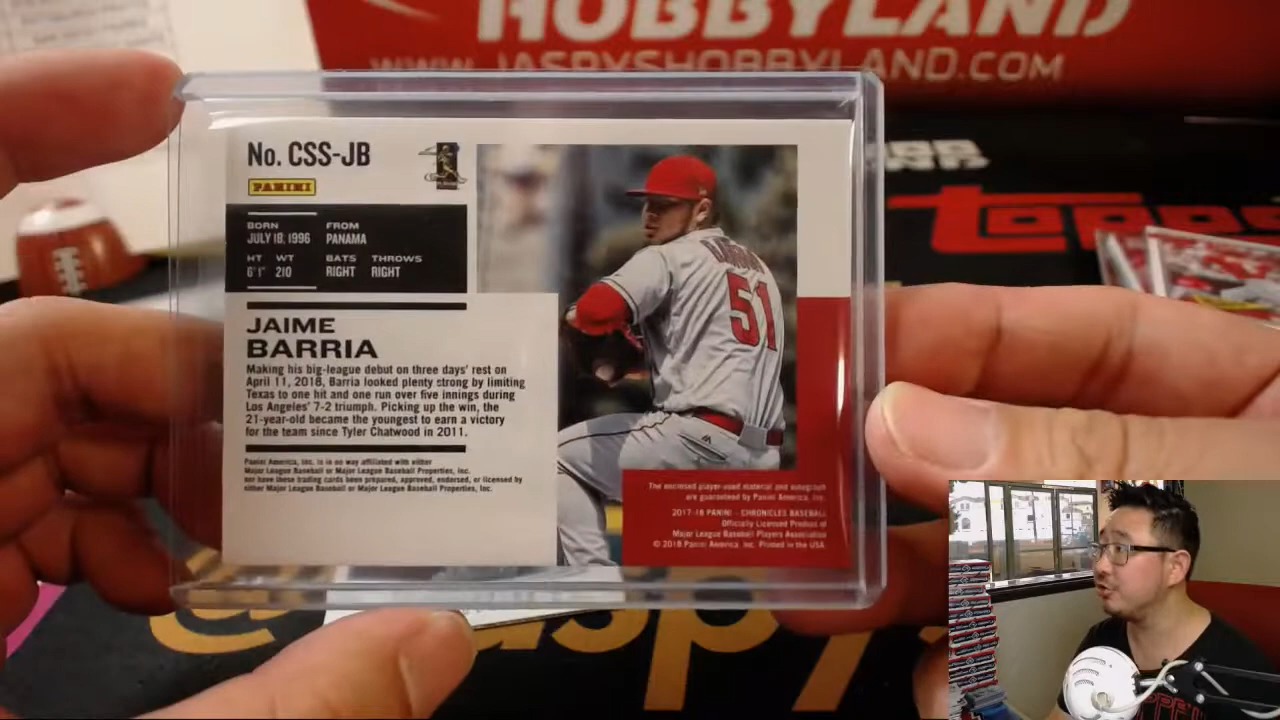 HOBBYLAND
WWW.JASPYSHOBBYLAND.COM
No. CSS-JB
PANINI
BORN
JULY 18, 1996
FROM
PANAMA
HT WT
6'1" 210
BATS THROWS
RIGHT RIGHT
JAIME
BARRIA
Making his big-league debut on three days' rest on
April 11, 2018, Barria looked plenty strong by limiting
Texas to one hit and one run over five innings during
Los Angeles' 7-2 triumph. Picking up the win, the
21-year-old became the youngest to earn a victory
for the team since Tyler Chatwood in 2011.
Panini America, Inc. is in no way affiliated with either
Major League Baseball or Major League Baseball Properties, Inc.
nor have these trading cards been prepared, approved, endorsed, or licensed by
either Major League Baseball or Major League Baseball Properties, Inc.
51
The enclosed player-used material and autograph
are guaranteed by Panini America, Inc.
2017-18 PANINI - CHRONICLES BASEBALL
Officially Licensed Product of
Major League Baseball Players Association
© 2018 Panini America, Inc. Printed in the USA.
Topps
@jaspy